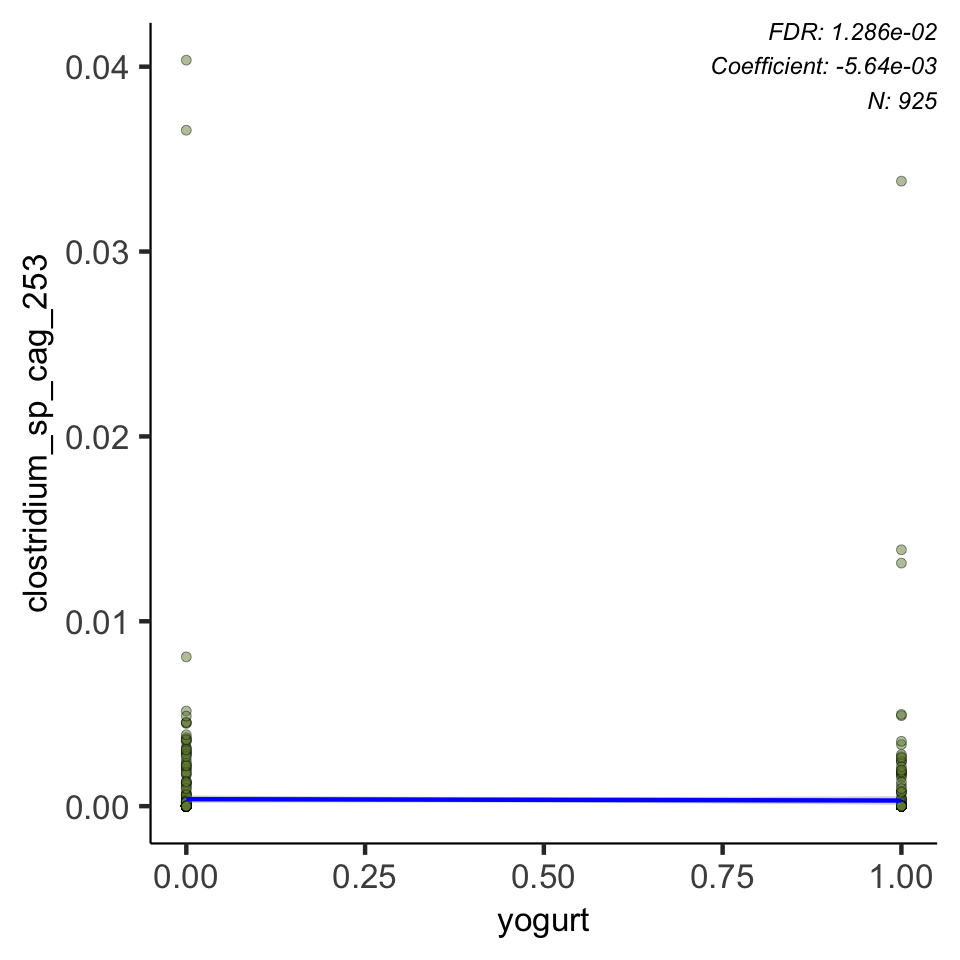 FDR: 1.286e-02
Coefficient: -5.64e-03
N: 925
clostridium_sp_cag_253
0.04
0.03
0.02
0.01
0.00
0.00 0.25 0.50 0.75 1.00
yogurt